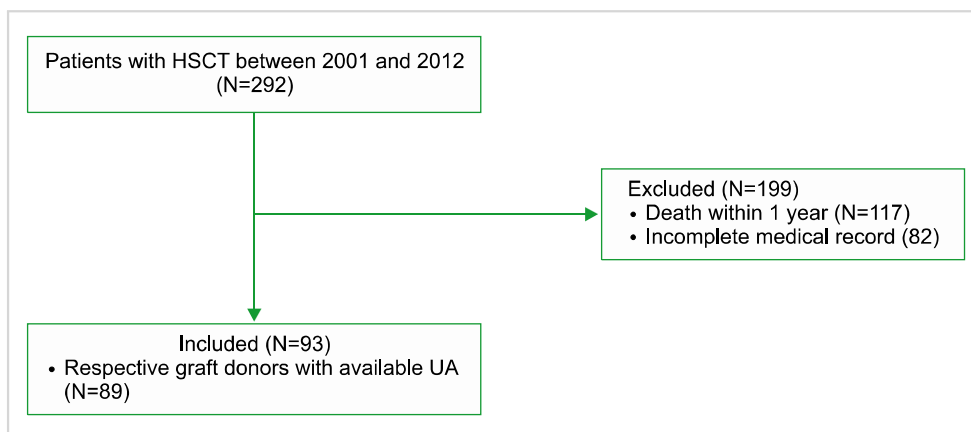 Patients with HSCT between 2001 and 2012
(N=292)
Excluded (N=199)
• Death within 1 year (N=117)
• Incomplete medical record (82)
Included (N=93)
• Respective graft donors with available UA
(N=89)